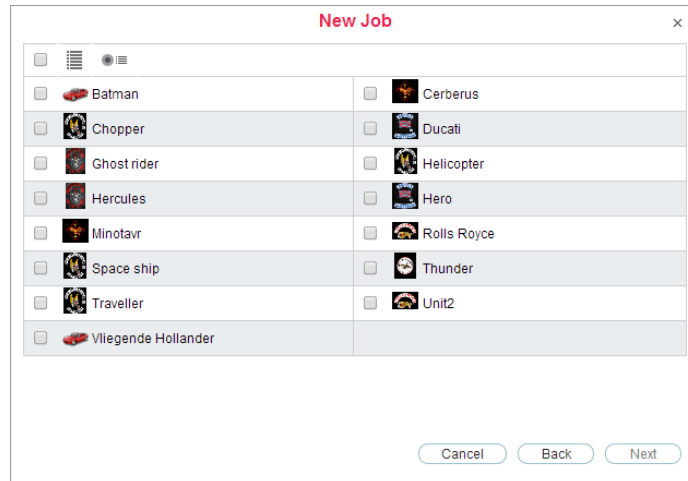 New Job
×
Batman Cerberus
Chopper Ducati
Ghost rider Helicopter
Hercules Hero
Minotavr Rolls Royce
Space ship Thunder
Traveller Unit2
Vliegende Hollander
Cancel Back Next